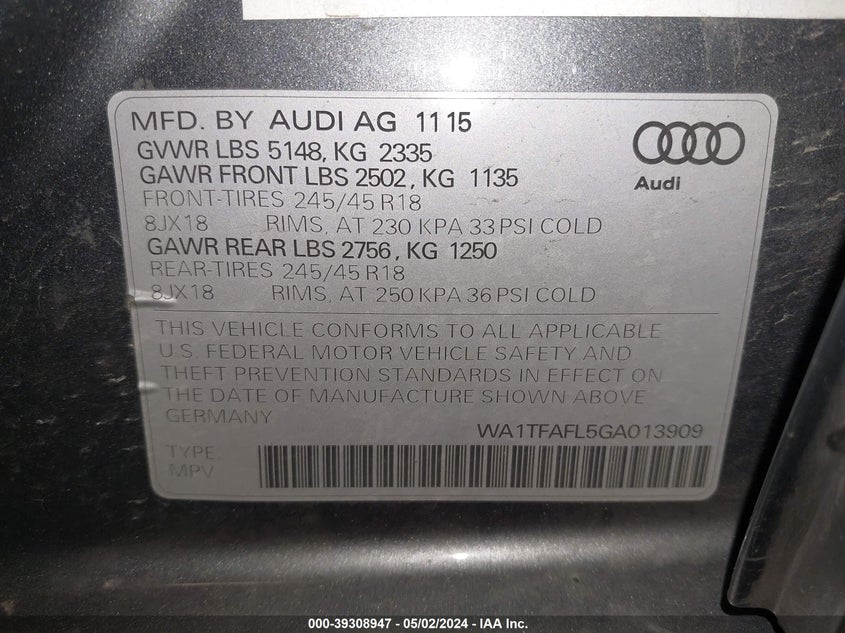 MFD. BY AUDI AG 11 15
GVWR LBS 5148, KG 2335
GAWR FRONT LBS 2502, KG 1135
FRONT-TIRES 245/45 R18
8JX18 RIMS, AT 230 KPA 33 PSI COLD
GAWR REAR LBS 2756, KG 1250
REAR-TIRES 245/45 R18
8JX18 RIMS, AT 250 KPA 36 PSI COLD
Audi
THIS VEHICLE CONFORMS TO ALL APPLICABLE
U.S. FEDERAL MOTOR VEHICLE SAFETY AND
THEFT PREVENTION STANDARDS IN EFFECT ON
THE DATE OF MANUFACTURE SHOWN ABOVE
GERMANY
WA1TFAFL5GA013909
TYPE:
MPV
000-39308947 — 05/02/2024 — IAA Inc.